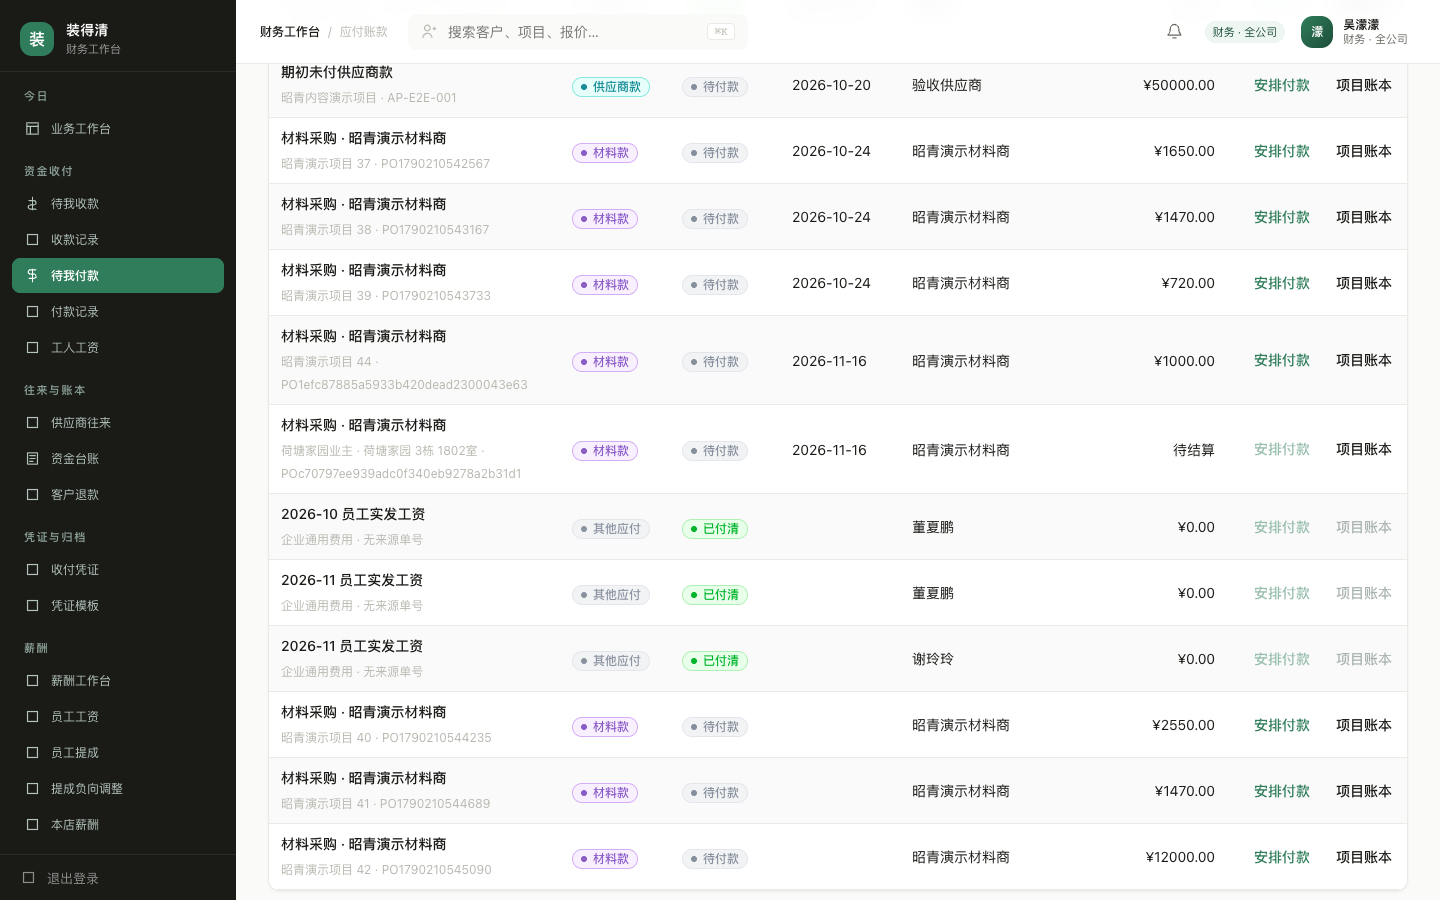 装
装得清
财务工作台
今日
业务工作台
资金收付
待我收款
收款记录
待我付款
付款记录
工人工资
往来与账本
供应商往来
资金台账
客户退款
凭证与归档
收付凭证
凭证模板
薪酬
薪酬工作台
员工工资
员工提成
提成负向调整
本店薪酬
退出登录
财务工作台 / 应付账款
搜索客户、项目、报价...
⌘K
财务 · 全公司
濛
吴濛濛
财务 · 全公司
期初未付供应商款
昭青内容演示项目 · AP-E2E-001
供应商款 待付款 2026-10-20 验收供应商 ¥50000.00 安排付款 项目账本
材料采购 · 昭青演示材料商
昭青演示项目 37 · PO1790210542567
材料款 待付款 2026-10-24 昭青演示材料商 ¥1650.00 安排付款 项目账本
材料采购 · 昭青演示材料商
昭青演示项目 38 · PO1790210543167
材料款 待付款 2026-10-24 昭青演示材料商 ¥1470.00 安排付款 项目账本
材料采购 · 昭青演示材料商
昭青演示项目 39 · PO1790210543733
材料款 待付款 2026-10-24 昭青演示材料商 ¥720.00 安排付款 项目账本
材料采购 · 昭青演示材料商
昭青演示项目 44 ·
PO1efc87885a5933b420dead2300043e63
材料款 待付款 2026-11-16 昭青演示材料商 ¥1000.00 安排付款 项目账本
材料采购 · 昭青演示材料商
荷塘家园业主 · 荷塘家园 3栋 1802室 ·
POc70797ee939adc0f340eb9278a2b31d1
材料款 待付款 2026-11-16 昭青演示材料商 待结算 安排付款 项目账本
2026-10 员工实发工资
企业通用费用 · 无来源单号
其他应付 已付清 董夏鹏 ¥0.00 安排付款 项目账本
2026-11 员工实发工资
企业通用费用 · 无来源单号
其他应付 已付清 董夏鹏 ¥0.00 安排付款 项目账本
2026-11 员工实发工资
企业通用费用 · 无来源单号
其他应付 已付清 谢玲玲 ¥0.00 安排付款 项目账本
材料采购 · 昭青演示材料商
昭青演示项目 40 · PO1790210544235
材料款 待付款 昭青演示材料商 ¥2550.00 安排付款 项目账本
材料采购 · 昭青演示材料商
昭青演示项目 41 · PO1790210544689
材料款 待付款 昭青演示材料商 ¥1470.00 安排付款 项目账本
材料采购 · 昭青演示材料商
昭青演示项目 42 · PO1790210545090
材料款 待付款 昭青演示材料商 ¥12000.00 安排付款 项目账本